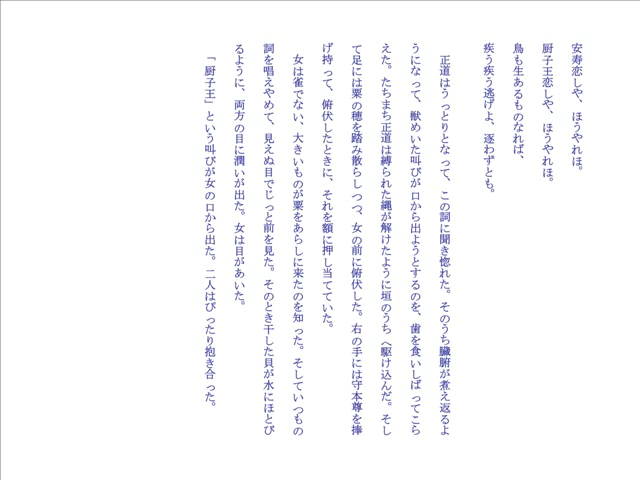 安寿恋しや、ほうやれほ。
厨子王恋しや、ほうやれほ。
鳥も生あるものなれば、
疾う疾う逃げよ、逐わずとも。
正道はうっとりとなって、この詞に聞き惚れた。そのうち臓腑が煮え返るよ
うになって、獣めいた叫びが口から出ようとするのを、歯を食いしばってこら
えた。たちまち正道は縛られた縄が解けたように垣のうちへ駆け込んだ。そし
て足には粟の穂を踏み散らしつつ、女の前に俯伏した。右の手には守本尊を捧
げ持って、俯伏したときに、それを額に押し当てていた。
女は雀でない、大きいものが粟をあらしに来たのを知った。そしていつもの
詞を唱えやめて、見えぬ目でじっと前を見た。そのとき干した貝が水にほとび
るように、両方の目に潤いが出た。女は目があいた。
「厨子王」という叫びが女の口から出た。二人はぴったり抱き合った。